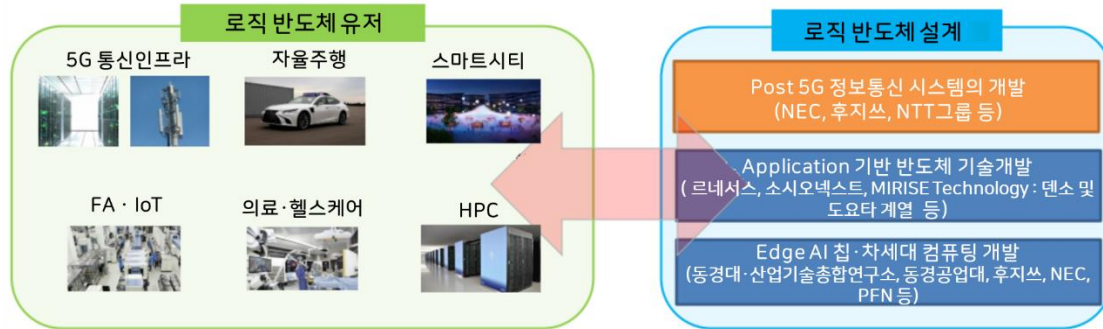 로직 반도체 유저
5G 통신인프라
자율주행
스마트시티
FA · IoT
의료·헬스케어
HPC
로직 반도체 설계
Post 5G 정보통신 시스템의 개발
(NEC, 후지쯔, NTT그룹 등)
Application 기반 반도체 기술개발
( 르네서스, 소시오넥스트, MIRISE Technology : 덴소 및
도요타 계열 등)
Edge AI 칩·차세대 컴퓨팅 개발
(동경대·산업기술총합연구소, 동경공업대, 후지쯔, NEC,
PFN 등)